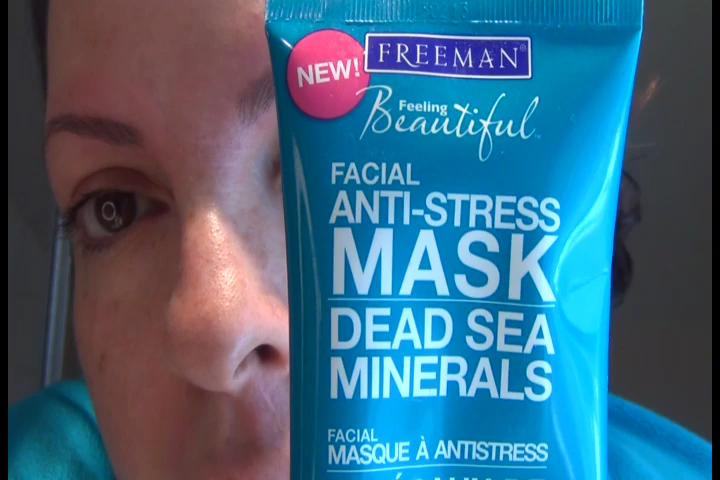 NEW!
FREEMAN
Feeling
Beautiful
FACIAL
ANTI-STRESS
MASK
DEAD SEA
MINERALS
FACIAL
MASQUE À ANTISTRESS